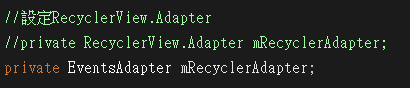 //設定RecyclerView.Adapter
//private RecyclerView.Adapter mRecyclerAdapter;
private EventsAdapter mRecyclerAdapter;